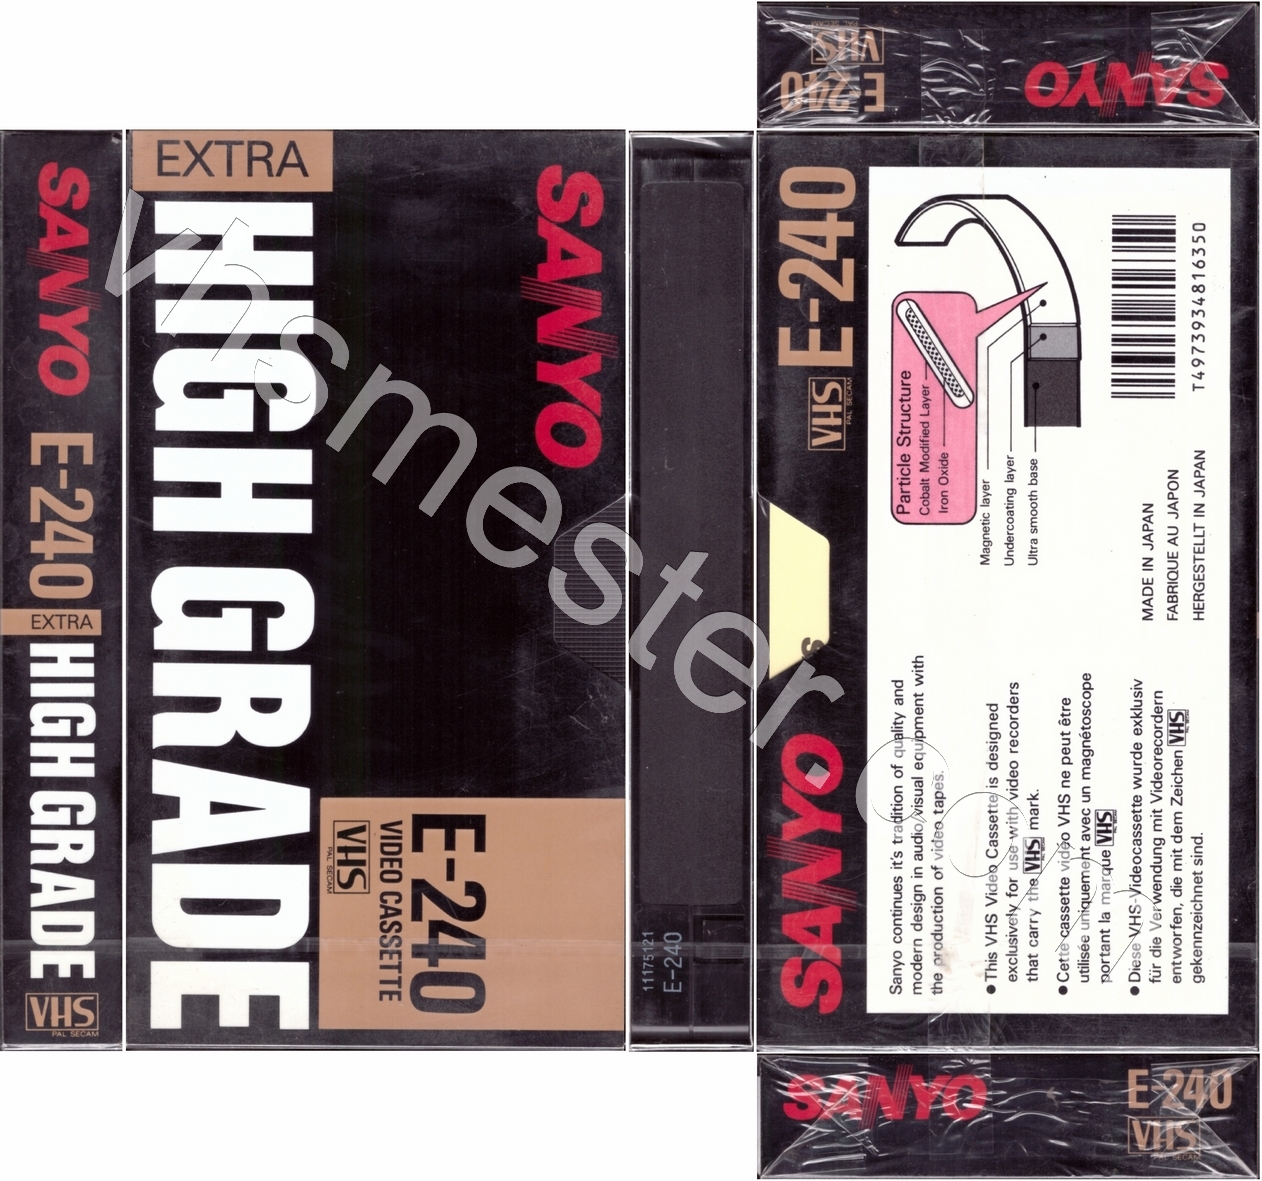 SANYO
E-240
EXTRA
HIGH GRADE
VHS
PAL SECAM
EXTRA
HIGH GRADE
SANYO
E-240
VIDEO CASSETTE
VHS
PAL SECAM
11175121
E-240
SANYO
E-240
VHS
PAL SECAM
SANYO
VHS
PAL SECAM
E-240
Particle Structure
Cobalt Modified Layer
Iron Oxide
Magnetic layer
Undercoating layer
Ultra smooth base
T4973934816350
MADE IN JAPAN
FABRIQUE AU JAPON
HERGESTELLT IN JAPAN
Sanyo continues it's tradition of quality and
modern design in audio/visual equipment with
the production of video tapes.
●This VHS Video Cassette is designed
exclusively for use with video recorders
that carry the VHS mark.
●Cette cassette vidéo VHS ne peut être
utilisée uniquement avec un magnétoscope
portant la marque VHS
●Diese VHS-Videocassette wurde exklusiv
für die Verwendung mit Videorecordern
entworfen, die mit dem Zeichen VHS
gekennzeichnet sind.
SANYO
E-240
VHS
PAL SECAM
vhsmester.